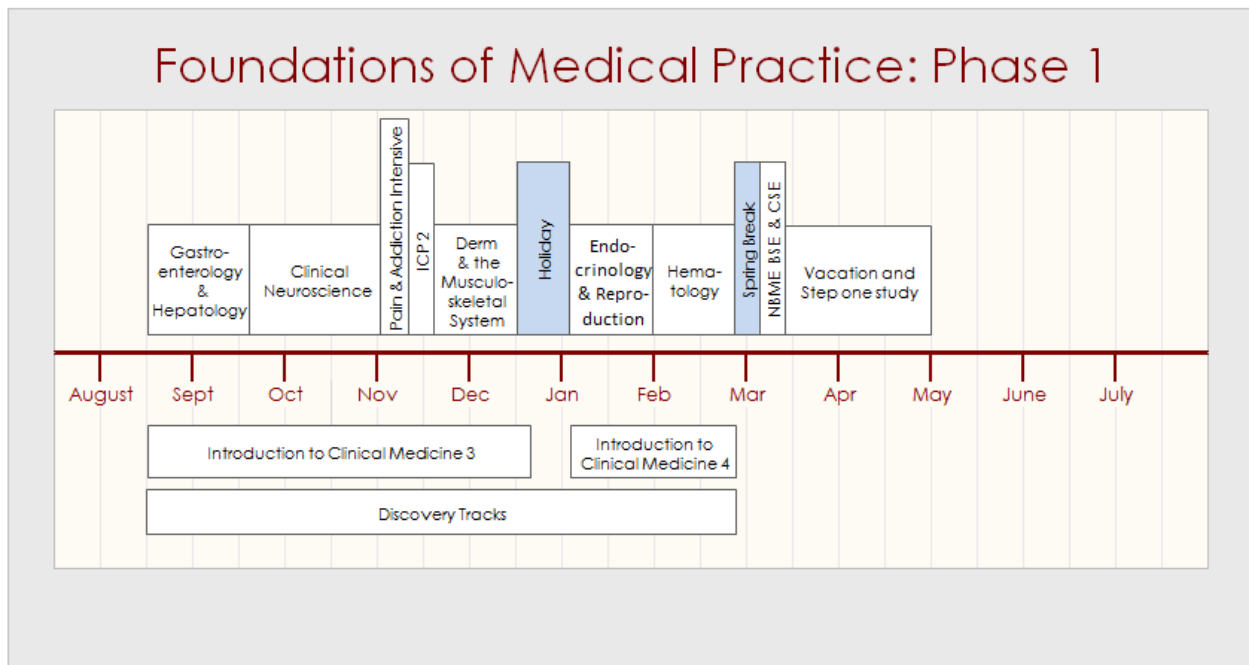 Foundations of Medical Practice: Phase 1
Gastro-
enterology
&
Hepatology
Clinical
Neuroscience
Pain & Addiction Intensive
ICP 2
Derm
& the
Musculo-
skeletal
System
Holiday
Endo-
crinology
& Repro-
duction
Hema-
tology
Spring Break
NBME BSE & CSE
Vacation and
Step one study
August Sept Oct Nov Dec Jan Feb Mar Apr May June July
Introduction to Clinical Medicine 3
Introduction to
Clinical Medicine 4
Discovery Tracks